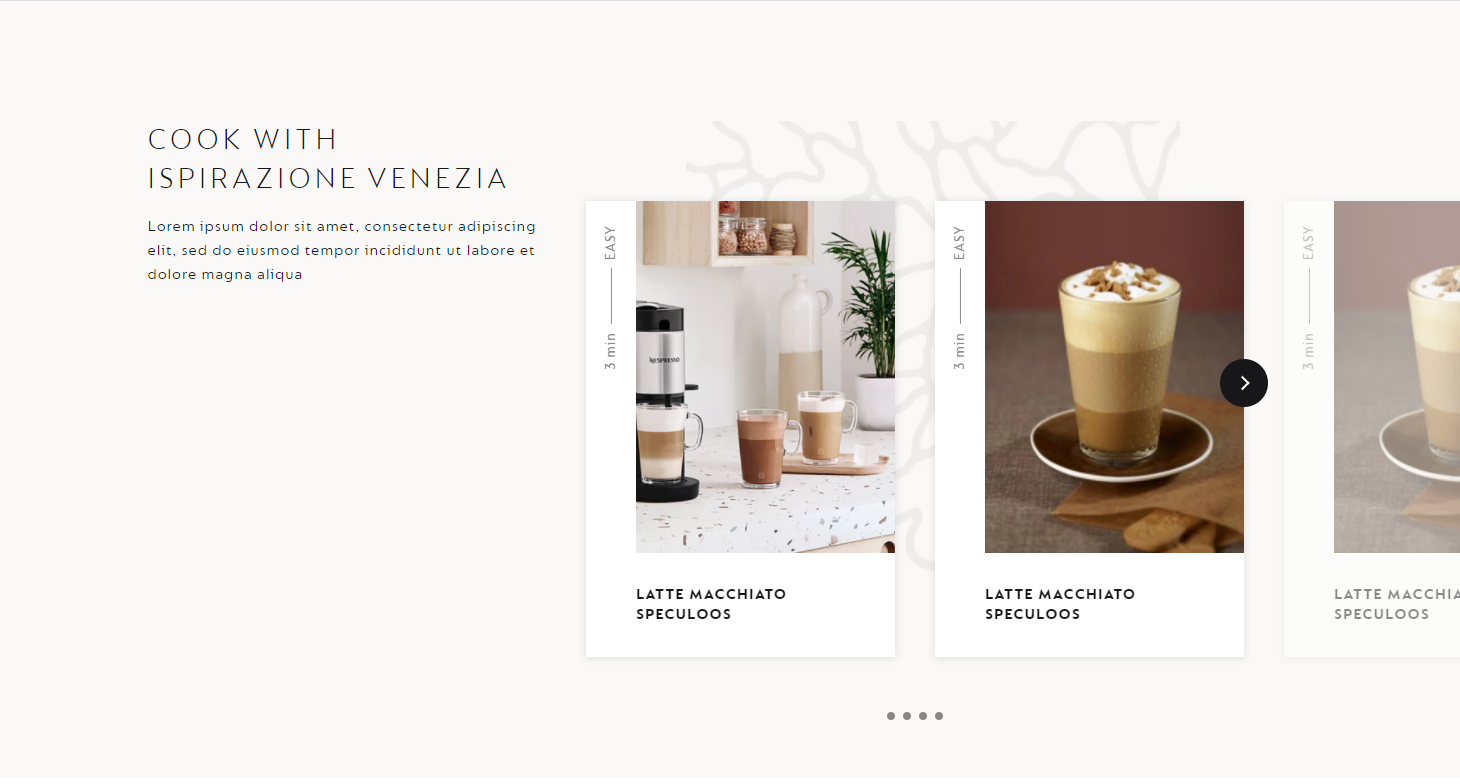 COOK WITH
ISPIRAZIONE VENEZIA
Lorem ipsum dolor sit amet, consectetur adipiscing
elit, sed do eiusmod tempor incididunt ut labore et
dolore magna aliqua
3 min EASY
NESPRESSO
LATTE MACCHIATO
SPECULOOS
3 min EASY
LATTE MACCHIATO
SPECULOOS
3 min EASY
LATTE MACCHIA
SPECULOOS